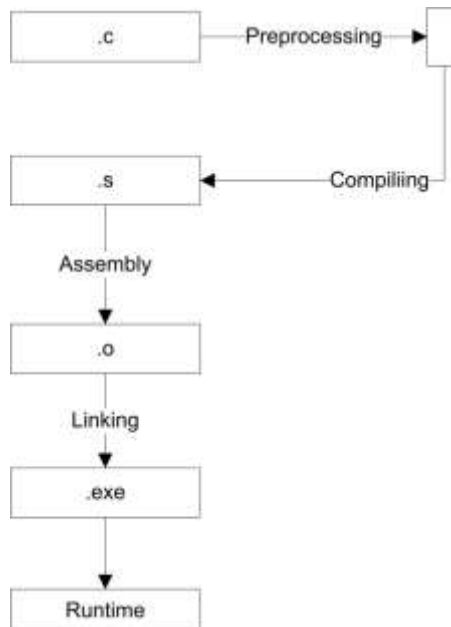 .c
Preprocessing
.s
Compiliing
Assembly
.o
Linking
.exe
Runtime